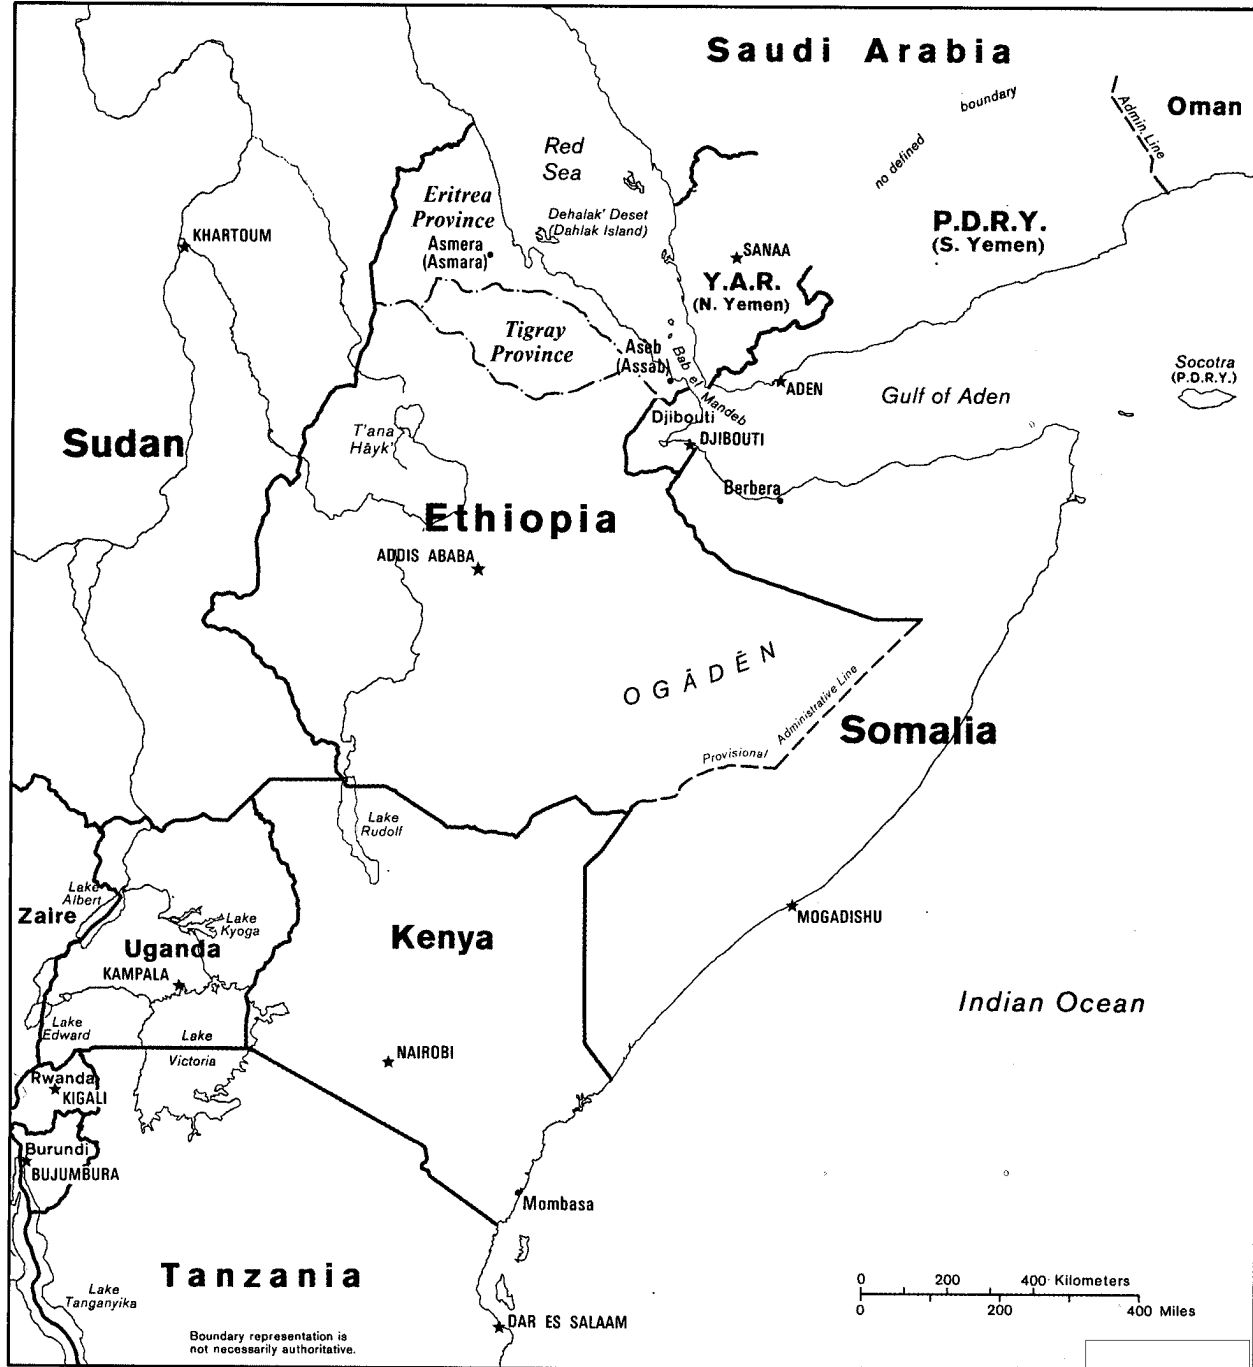 Saudi Arabia
Oman
boundary
no defined
Admin. Line
Red
Sea
Eritrea
Province
Asmera
(Asmara)
Dehalak' Deset
(Dahlak Island)
KHARTOUM
SANAA
Y.A.R.
(N. Yemen)
P.D.R.Y.
(S. Yemen)
Tigray
Province
Aseb
(Assab)
Bab el Mandeb
ADEN
Gulf of Aden
Socotra
(P.D.R.Y.)
Djibouti
DJIBOUTI
Sudan
T'ana
Hāyk'
Berbera
Ethiopia
ADDIS ABABA
OGĀDĒN
Provisional Administrative Line
Somalia
Lake
Rudolf
Lake
Albert
Zaire
Lake
Kyoga
Uganda
KAMPALA
Kenya
MOGADISHU
Indian Ocean
Lake
Edward
Lake
Victoria
NAIROBI
Rwanda
KIGALI
Burundi
BUJUMBURA
Mombasa
Tanzania
Lake
Tanganyika
DAR ES SALAAM
0 200 400 Kilometers
0 200 400 Miles
Boundary representation is
not necessarily authoritative.